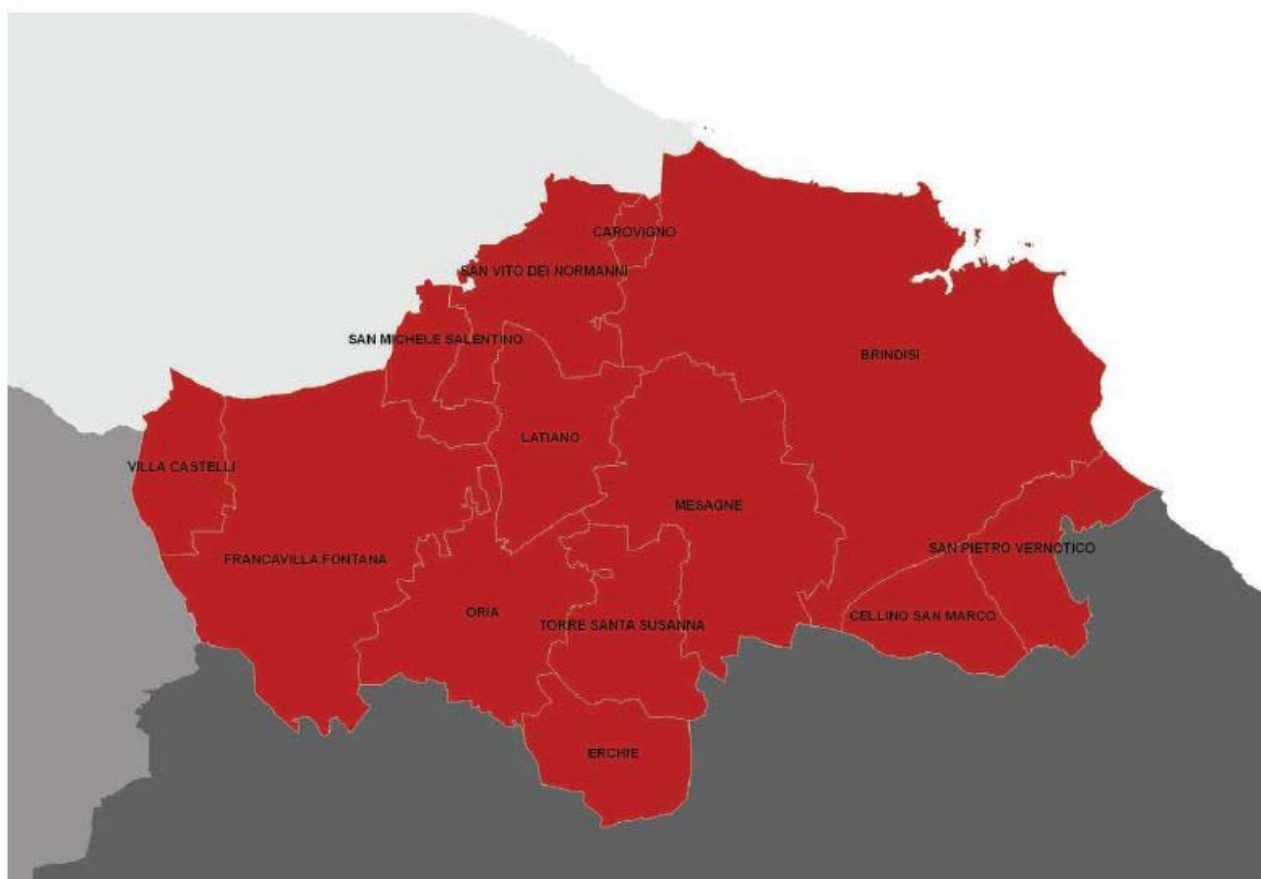 CAROVIGNO
SAN VITO DEI NORMANNI
SAN MICHELE SALENTINO
BRINDISI
LATIANO
VILLA CASTELLI
MESAGNE
SAN PIETRO VERNOTICO
FRANCAVILLA FONTANA
ORIA
CELLINO SAN MARCO
TORRE SANTA SUSANNA
ERCHIE